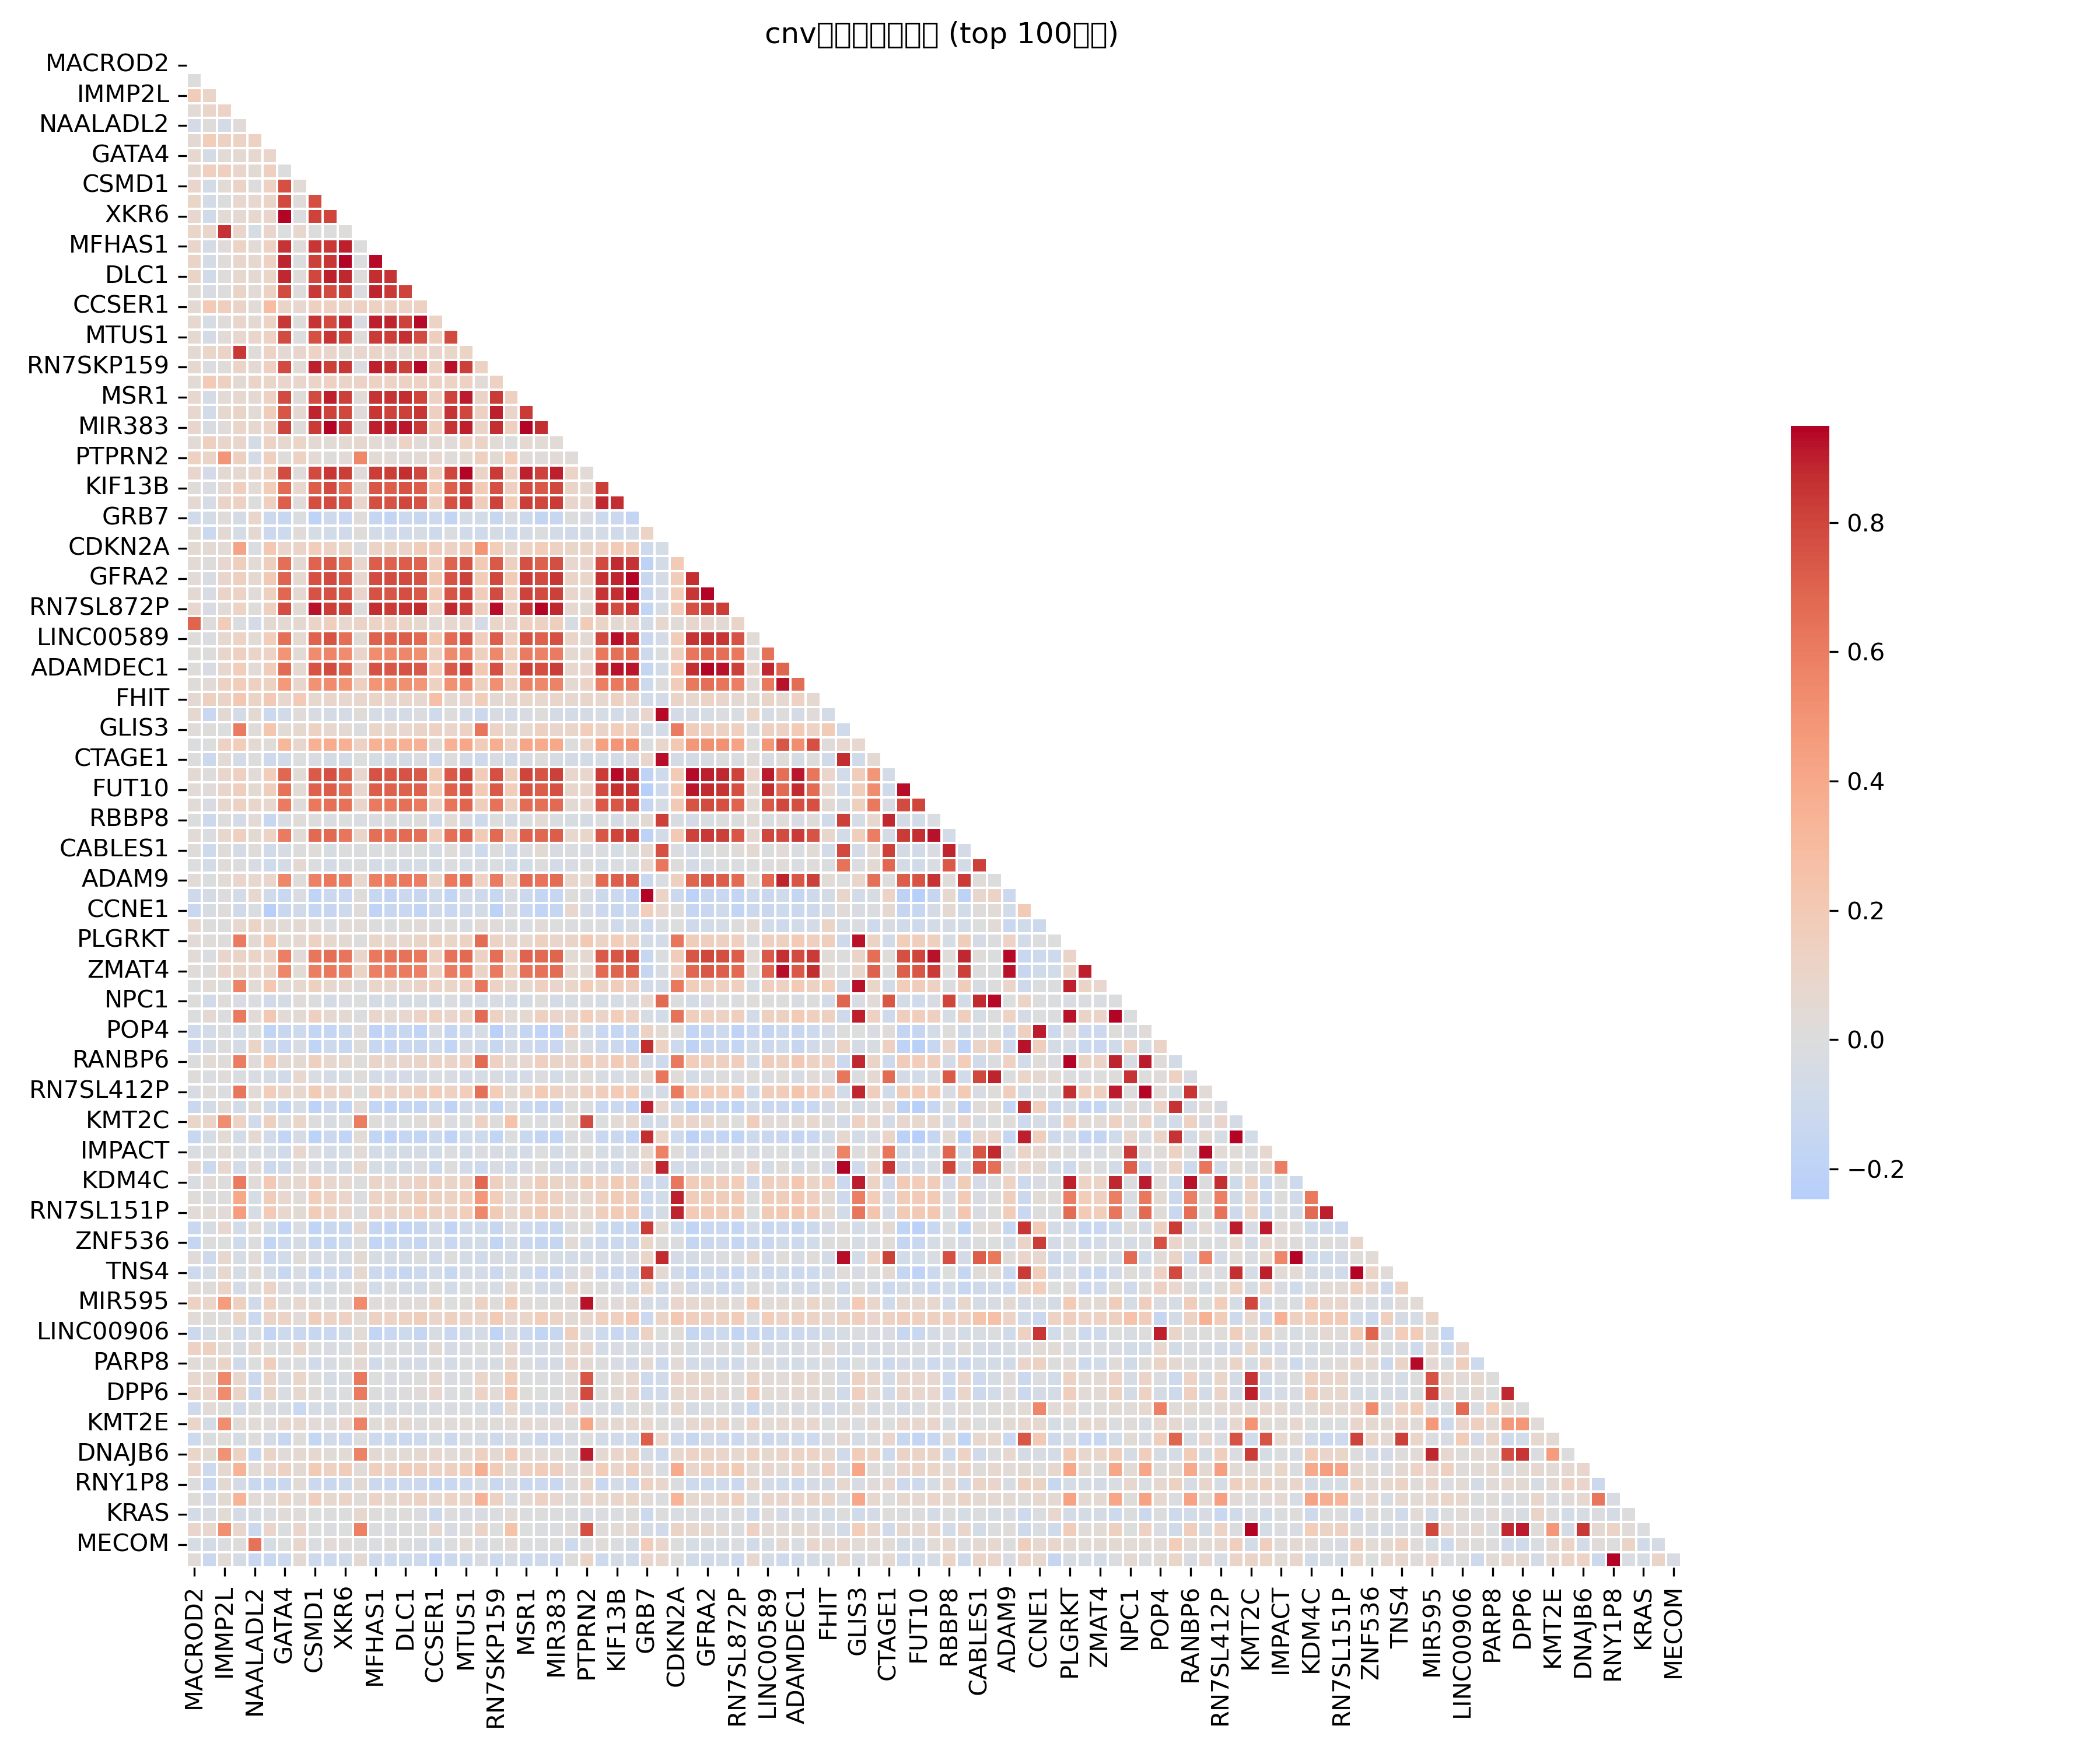 cnv▯▯▯▯▯▯▯ (top 100▯▯)
MACROD2
IMMP2L
NAALADL2
GATA4
CSMD1
XKR6
MFHAS1
DLC1
CCSER1
MTUS1
RN7SKP159
MSR1
MIR383
PTPRN2
KIF13B
GRB7
CDKN2A
GFRA2
RN7SL872P
LINC00589
ADAMDEC1
FHIT
GLIS3
CTAGE1
FUT10
RBBP8
CABLES1
ADAM9
CCNE1
PLGRKT
ZMAT4
NPC1
POP4
RANBP6
RN7SL412P
KMT2C
IMPACT
KDM4C
RN7SL151P
ZNF536
TNS4
MIR595
LINC00906
PARP8
DPP6
KMT2E
DNAJB6
RNY1P8
KRAS
MECOM
MACROD2
IMMP2L
NAALADL2
GATA4
CSMD1
XKR6
MFHAS1
DLC1
CCSER1
MTUS1
RN7SKP159
MSR1
MIR383
PTPRN2
KIF13B
GRB7
CDKN2A
GFRA2
RN7SL872P
LINC00589
ADAMDEC1
FHIT
GLIS3
CTAGE1
FUT10
RBBP8
CABLES1
ADAM9
CCNE1
PLGRKT
ZMAT4
NPC1
POP4
RANBP6
RN7SL412P
KMT2C
IMPACT
KDM4C
RN7SL151P
ZNF536
TNS4
MIR595
LINC00906
PARP8
DPP6
KMT2E
DNAJB6
RNY1P8
KRAS
MECOM
0.8
0.6
0.4
0.2
0.0
−0.2